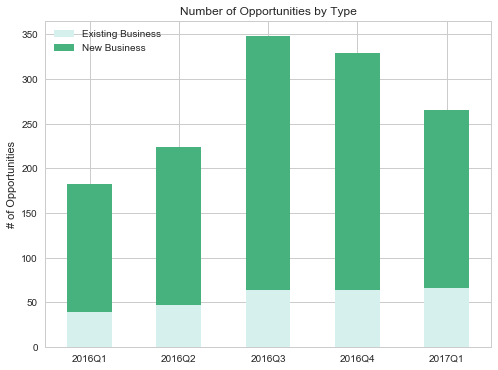 Number of Opportunities by Type
Existing Business
New Business
# of Opportunities
350
300
250
200
150
100
50
0
2016Q1 2016Q2 2016Q3 2016Q4 2017Q1